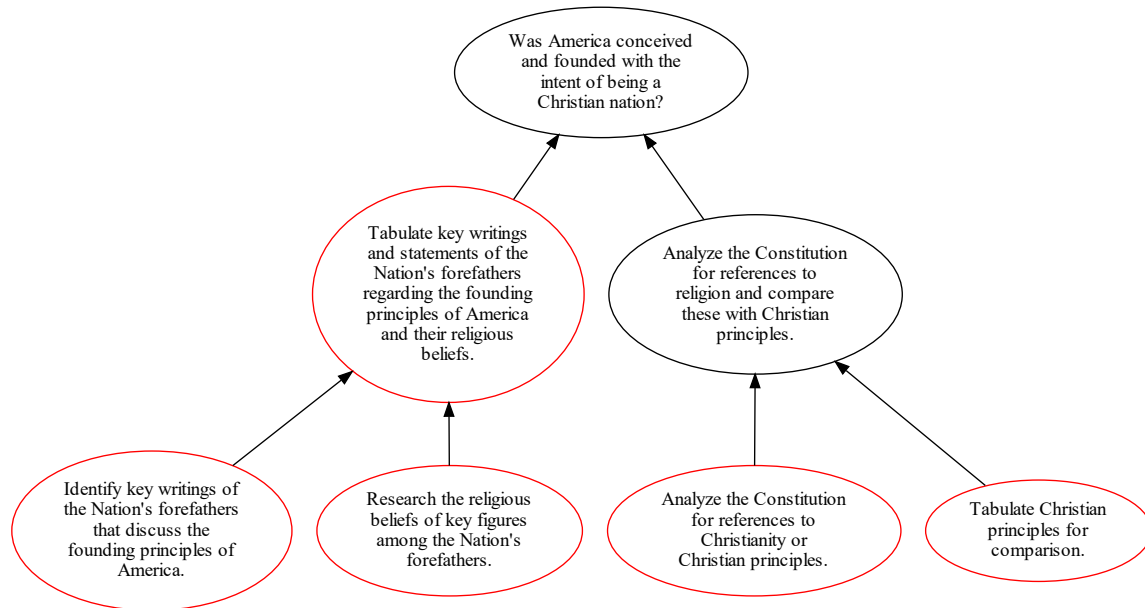 Was America conceived
and founded with the
intent of being a
Christian nation?
Tabulate key writings
and statements of the
Nation's forefathers
regarding the founding
principles of America
and their religious
beliefs.
Analyze the Constitution
for references to
religion and compare
these with Christian
principles.
Identify key writings of
the Nation's forefathers
that discuss the
founding principles of
America.
Research the religious
beliefs of key figures
among the Nation's
forefathers.
Analyze the Constitution
for references to
Christianity or
Christian principles.
Tabulate Christian
principles for
comparison.